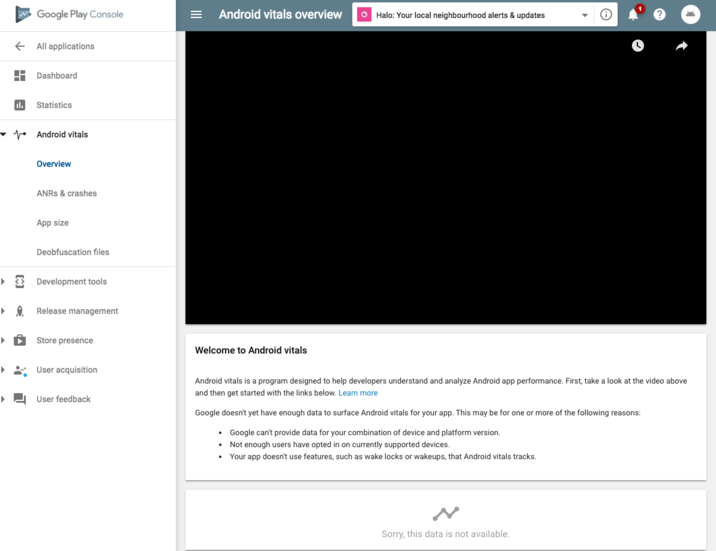 Google Play Console
All applications
Dashboard
Statistics
Android vitals
Overview
ANRs & crashes
App size
Deobfuscation files
Development tools
Release management
Store presence
User acquisition
User feedback
Android vitals overview
Halo: Your local neighbourhood alerts & updates
1
Welcome to Android vitals
Android vitals is a program designed to help developers understand and analyze Android app performance. First, take a look at the video above
and then get started with the links below. Learn more
Google doesn't yet have enough data to surface Android vitals for your app. This may be for one or more of the following reasons:
• Google can't provide data for your combination of device and platform version.
• Not enough users have opted in on currently supported devices.
• Your app doesn't use features, such as wake locks or wakeups, that Android vitals tracks.
Sorry, this data is not available.